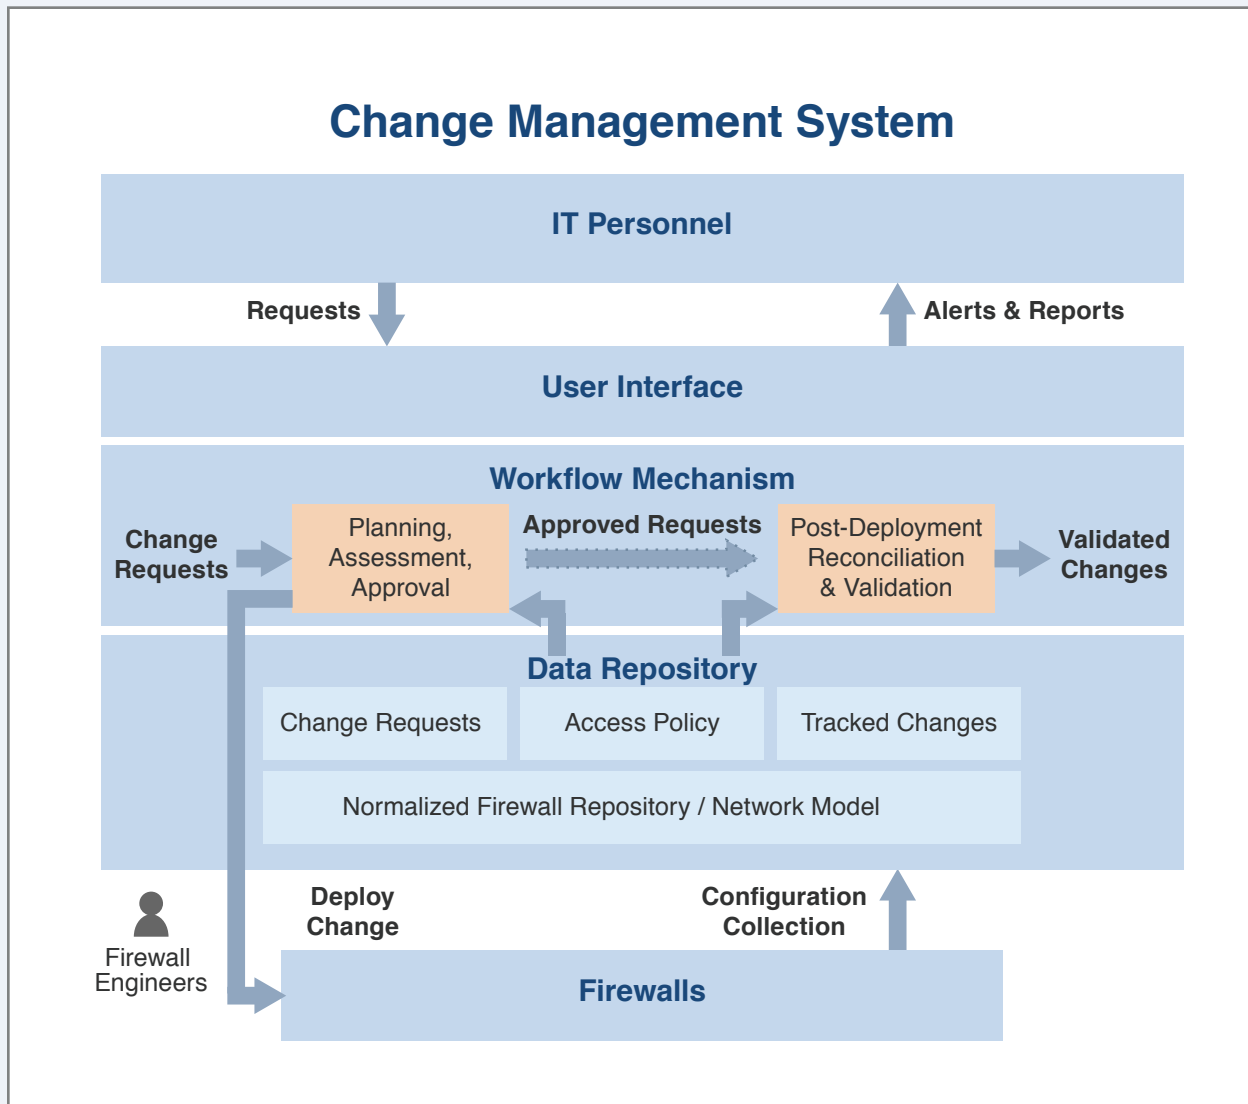 Change Management System
IT Personnel
Requests
Alerts & Reports
User Interface
Workflow Mechanism
Change
Requests
Planning,
Assessment,
Approval
Approved Requests
Post-Deployment
Reconciliation
& Validation
Validated
Changes
Data Repository
Change Requests
Access Policy
Tracked Changes
Normalized Firewall Repository / Network Model
Firewall
Engineers
Deploy
Change
Configuration
Collection
Firewalls